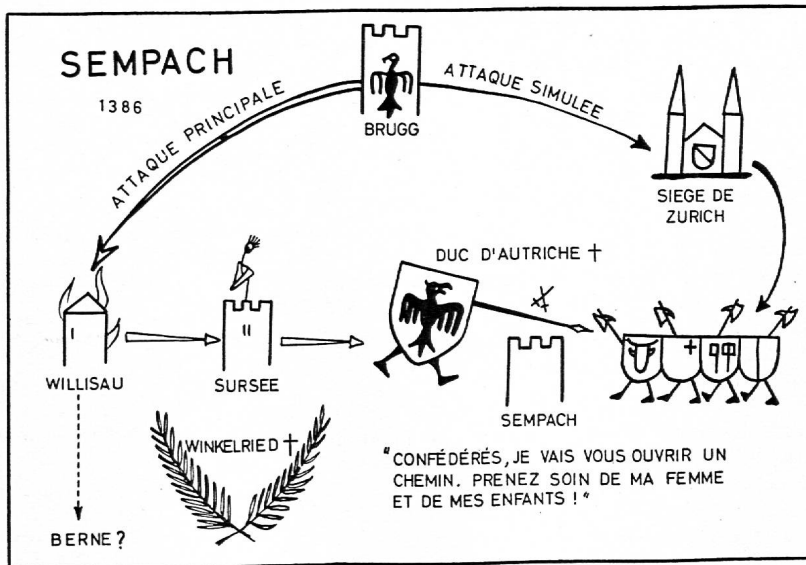 SEMPACH
1386
ATTAQUE PRINCIPALE
BRUGG
ATTAQUE SIMULEE
SIEGE DE
ZURICH
DUC D'AUTRICHE †
I
WILLISAU
II
SURSEE
SEMPACH
WINKELRIED †
BERNE?
"CONFÉDÉRÉS, JE VAIS VOUS OUVRIR UN
CHEMIN. PRENEZ SOIN DE MA FEMME
ET DE MES ENFANTS !"